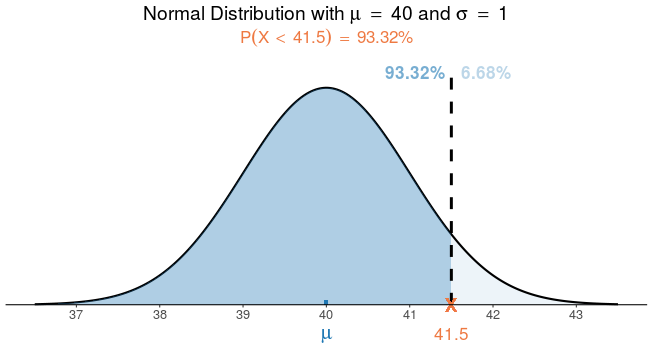 Normal Distribution with μ = 40 and σ = 1
P(X < 41.5) = 93.32%
93.32% 6.68%
X
37 38 39 40 41 42 43
μ 41.5